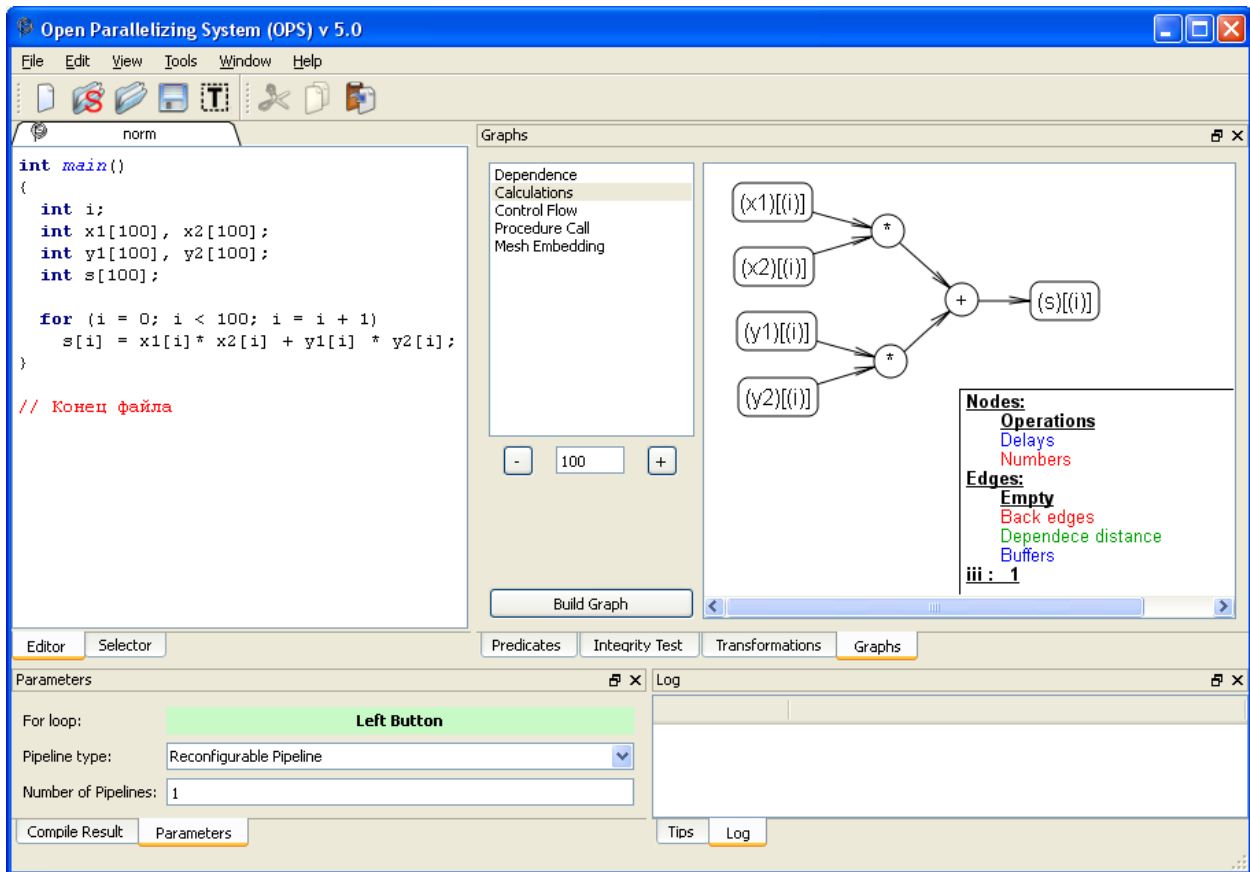 Open Parallelizing System (OPS) v 5.0
File Edit View Tools Window Help
norm
int main()
{
int i;
int x1[100], x2[100];
int y1[100], y2[100];
int s[100];
for (i = 0; i < 100; i = i + 1)
s[i] = x1[i]* x2[i] + y1[i] * y2[i];
}
// Конец файла
Editor Selector
Graphs
Dependence
Calculations
Control Flow
Procedure Call
Mesh Embedding
- 100 +
Build Graph
(x1)[(i)]
*
(x2)[(i)]
+ (s)[(i)]
(y1)[(i)]
*
(y2)[(i)]
Nodes:
Operations
Delays
Numbers
Edges:
Empty
Back edges
Dependece distance
Buffers
iii : 1
Predicates Integrity Test Transformations Graphs
Parameters
For loop: Left Button
Pipeline type: Reconfigurable Pipeline
Number of Pipelines: 1
Compile Result Parameters
Log
Tips Log